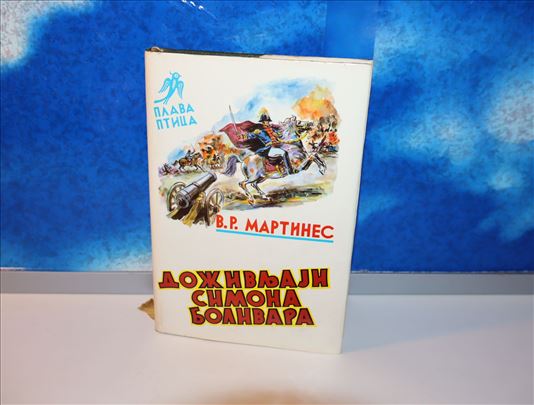 ПЛАВА
ПТИЦА
В.Р. МАРТИНЕС
ДОЖИВЉАЈИ
СИМОНА
БОЛИВАРА